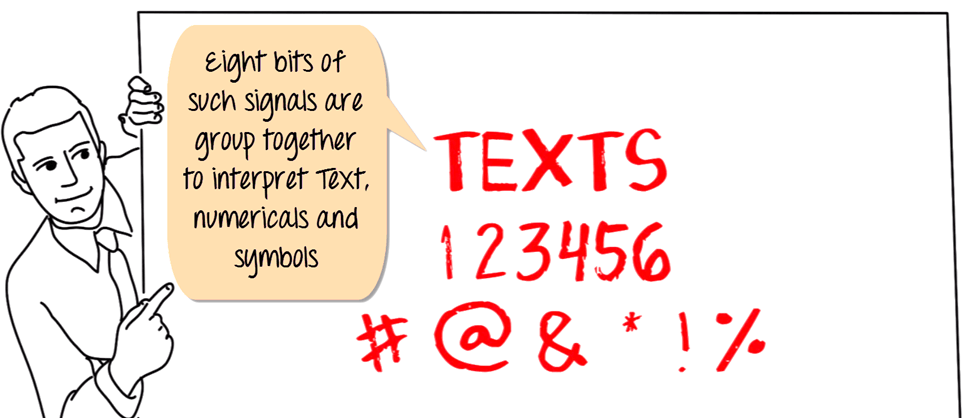 Eight bits of
such signals are
group together
to interpret Text,
numericals and
symbols
TEXTS
123456
# @ & * ! %